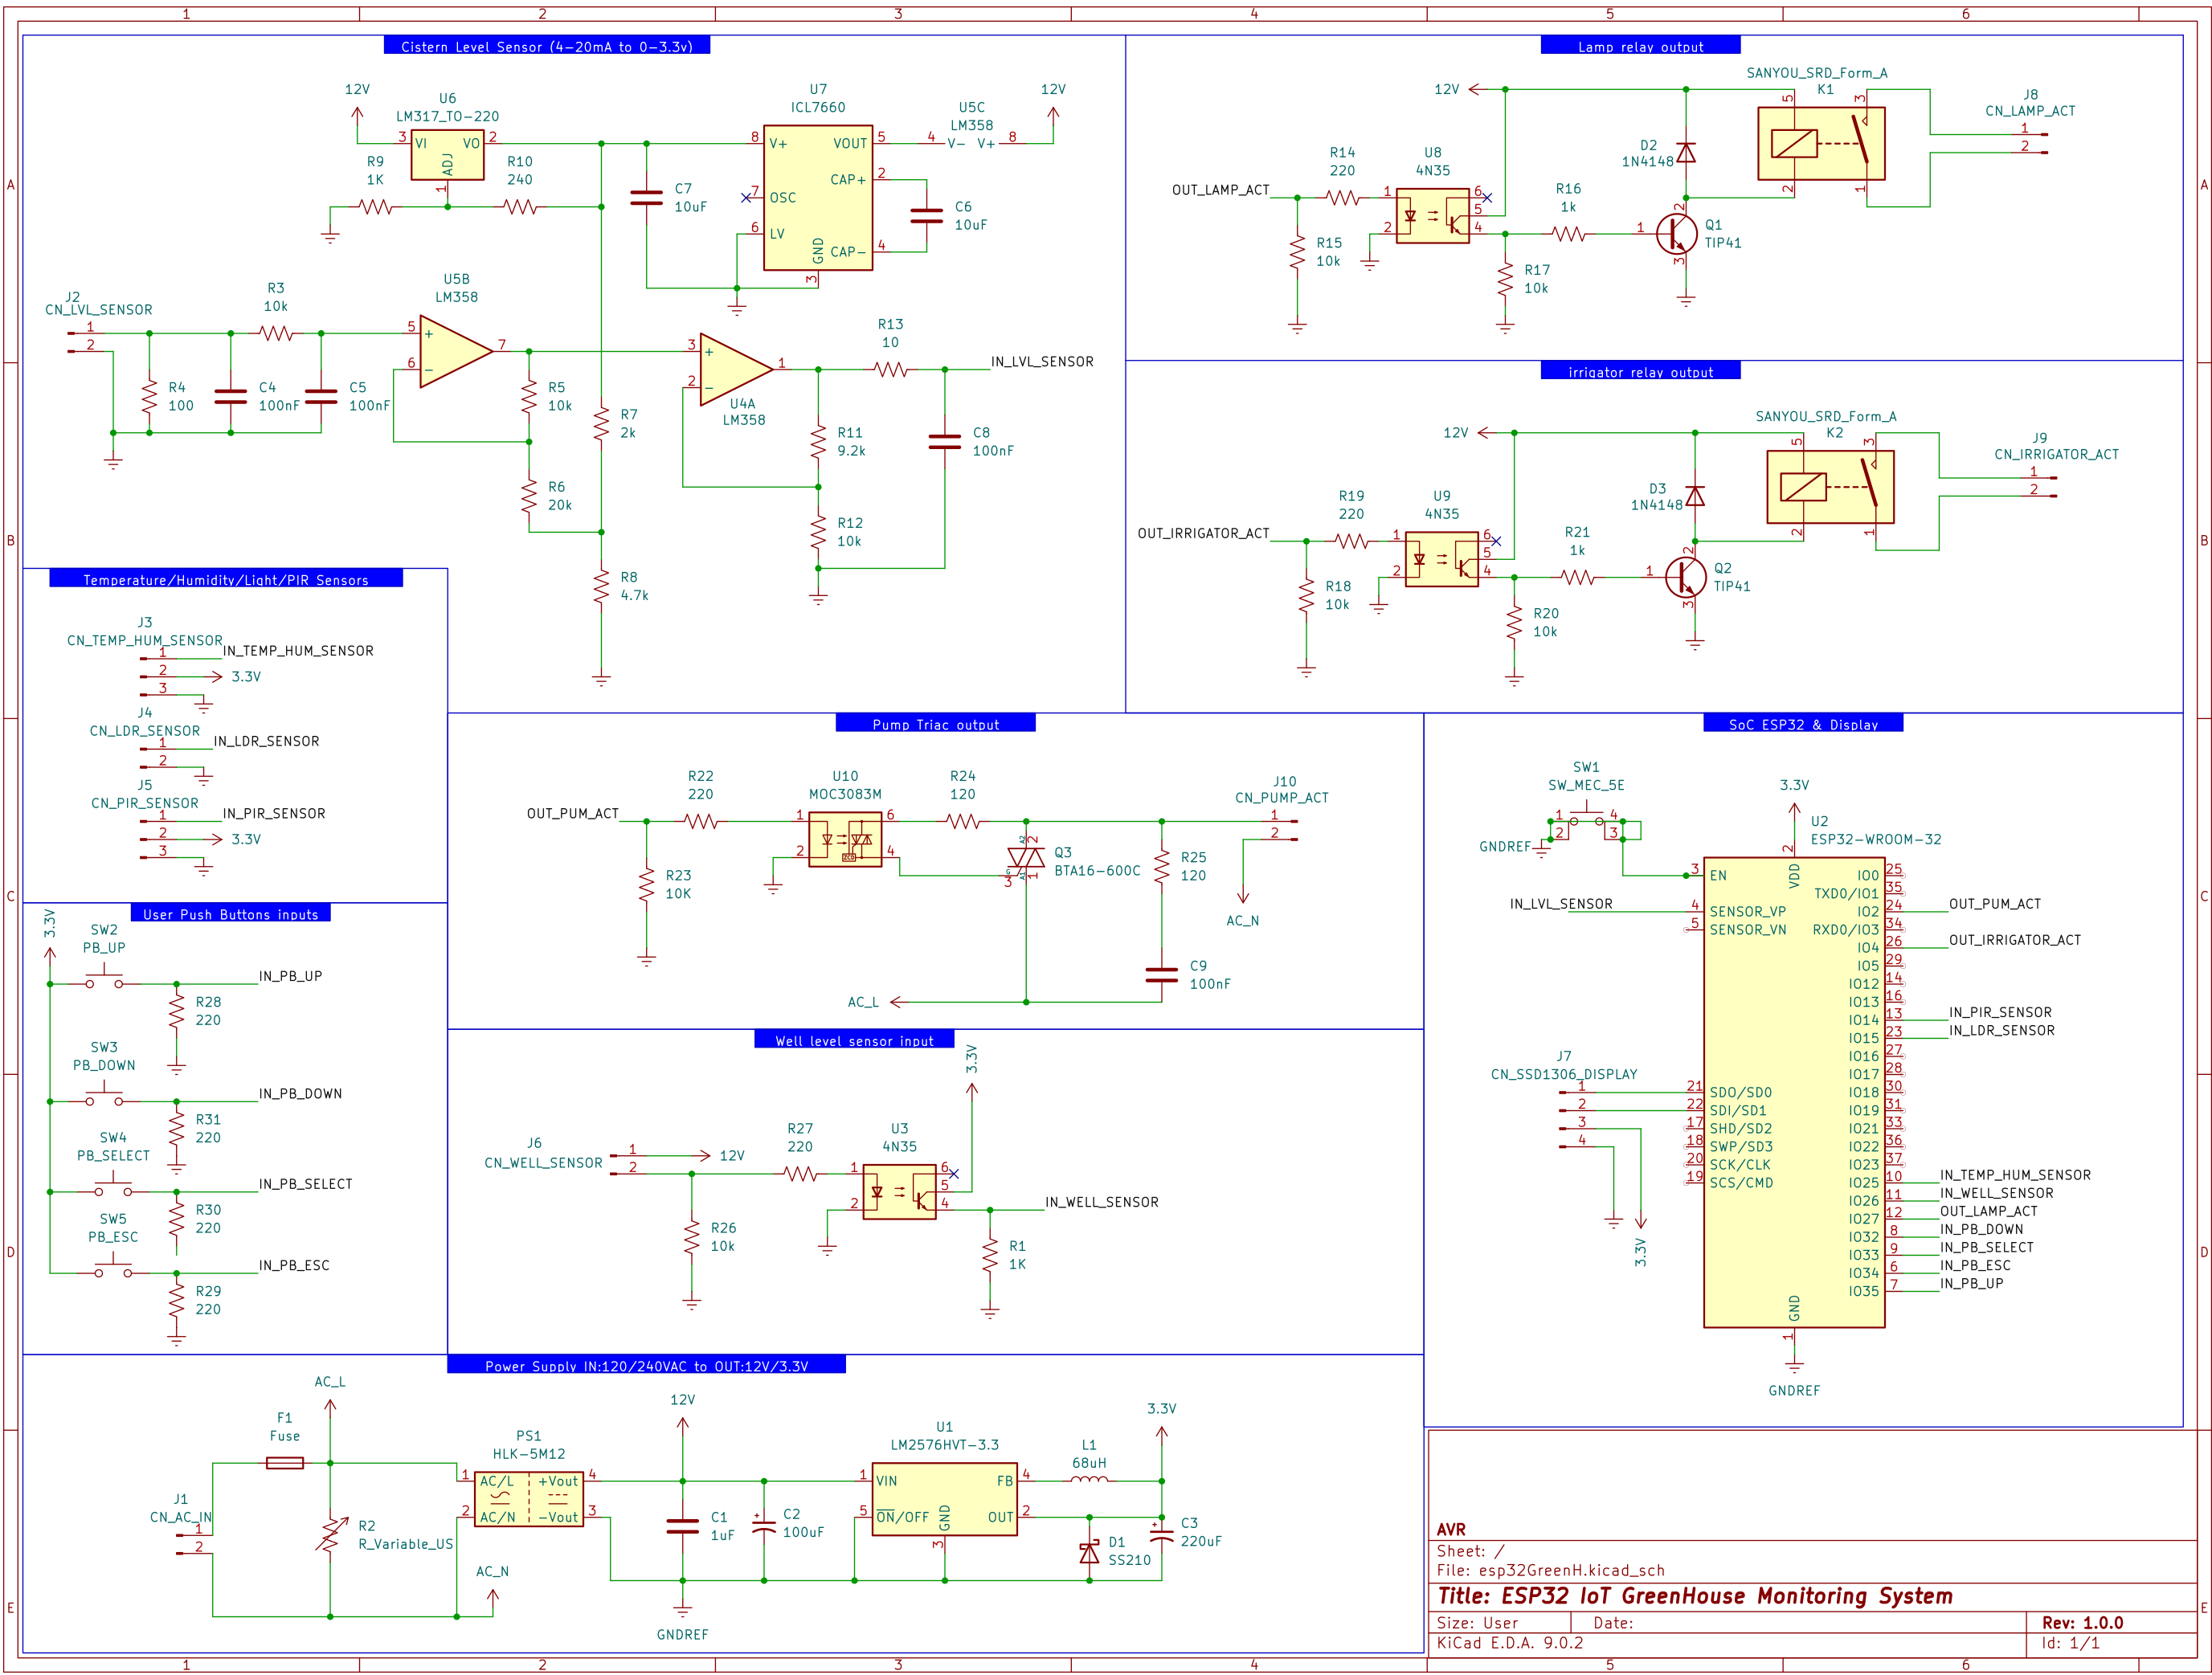 1 2 3 4 5 6
A
B
C
D
E
Cistern Level Sensor (4-20mA to 0-3.3v)
12V
U6
LM317_TO-220
3 VI VO 2
ADJ
1
R9
1K
R10
240
C7
10uF
U7
ICL7660
8 V+ VOUT 5
7 OSC CAP+ 2
6 LV CAP- 4
GND
3
C6
10uF
U5C
LM358
4 V- V+ 8
12V
J2
CN_LVL_SENSOR
1
2
R3
10k
R4
100
C4
100nF
C5
100nF
U5B
LM358
5 +
6 -
7
R5
10k
R6
20k
R7
2k
R8
4.7k
3 +
2 -
1
U4A
LM358
R13
10
IN_LVL_SENSOR
R11
9.2k
R12
10k
C8
100nF
Lamp relay output
12V
OUT_LAMP_ACT
R14
220
R15
10k
U8
4N35
1
2
6
5
4
R16
1k
R17
10k
D2
1N4148
1
2
3
Q1
TIP41
SANYOU_SRD_Form_A
K1
5
3
2
1
J8
CN_LAMP_ACT
1
2
irrigator relay output
12V
OUT_IRRIGATOR_ACT
R19
220
R18
10k
U9
4N35
1
2
6
5
4
R21
1k
R20
10k
D3
1N4148
1
2
3
Q2
TIP41
SANYOU_SRD_Form_A
K2
5
3
2
1
J9
CN_IRRIGATOR_ACT
1
2
Temperature/Humidity/Light/PIR Sensors
J3
CN_TEMP_HUM_SENSOR
1 IN_TEMP_HUM_SENSOR
2 3.3V
3
J4
CN_LDR_SENSOR
1 IN_LDR_SENSOR
2
J5
CN_PIR_SENSOR
1 IN_PIR_SENSOR
2 3.3V
3
User Push Buttons inputs
3.3V
SW2
PB_UP
IN_PB_UP
R28
220
SW3
PB_DOWN
IN_PB_DOWN
R31
220
SW4
PB_SELECT
IN_PB_SELECT
R30
220
SW5
PB_ESC
IN_PB_ESC
R29
220
Pump Triac output
OUT_PUM_ACT
R22
220
R23
10K
U10
MOC3083M
1
2
6
4
ZCD
R24
120
A2
2
G
3
A1
1
Q3
BTA16-600C
R25
120
C9
100nF
J10
CN_PUMP_ACT
1
2
AC_N
AC_L
Well level sensor input
J6
CN_WELL_SENSOR
1 12V
2
R27
220
R26
10k
U3
4N35
1
2
6
5
4
3.3V
IN_WELL_SENSOR
R1
1K
SoC ESP32 & Display
SW1
SW_MEC_5E
1 4
2 3
GNDREF
3.3V
U2
ESP32-WROOM-32
2
VDD
3 EN
IN_LVL_SENSOR
4 SENSOR_VP
5 SENSOR_VN
J7
CN_SSD1306_DISPLAY
1
2
3
4
3.3V
21 SDO/SD0
22 SDI/SD1
17 SHD/SD2
18 SWP/SD3
20 SCK/CLK
19 SCS/CMD
IO0 25
TXD0/IO1 35
IO2 24 OUT_PUM_ACT
RXD0/IO3 34
IO4 26 OUT_IRRIGATOR_ACT
IO5 29
IO12 14
IO13 16
IO14 13 IN_PIR_SENSOR
IO15 23 IN_LDR_SENSOR
IO16 27
IO17 28
IO18 30
IO19 31
IO21 33
IO22 36
IO23 37
IO25 10 IN_TEMP_HUM_SENSOR
IO26 11 IN_WELL_SENSOR
IO27 12 OUT_LAMP_ACT
IO32 8 IN_PB_DOWN
IO33 9 IN_PB_SELECT
IO34 6 IN_PB_ESC
IO35 7 IN_PB_UP
GND
1
GNDREF
Power Supply IN:120/240VAC to OUT:12V/3.3V
AC_L
F1
Fuse
J1
CN_AC_IN
1
2
R2
R_Variable_US
PS1
HLK-5M12
1 AC/L +Vout 4
2 AC/N -Vout 3
AC_N
12V
C1
1uF
C2
100uF
GNDREF
U1
LM2576HVT-3.3
1 VIN FB 4
5 ON/OFF OUT 2
GND
3
L1
68uH
D1
SS210
3.3V
C3
220uF
AVR
Sheet: /
File: esp32GreenH.kicad_sch
Title: ESP32 IoT GreenHouse Monitoring System
Size: User Date: Rev: 1.0.0
KiCad E.D.A. 9.0.2 Id: 1/1
A
B
C
D
E
1 2 3 4 5 6